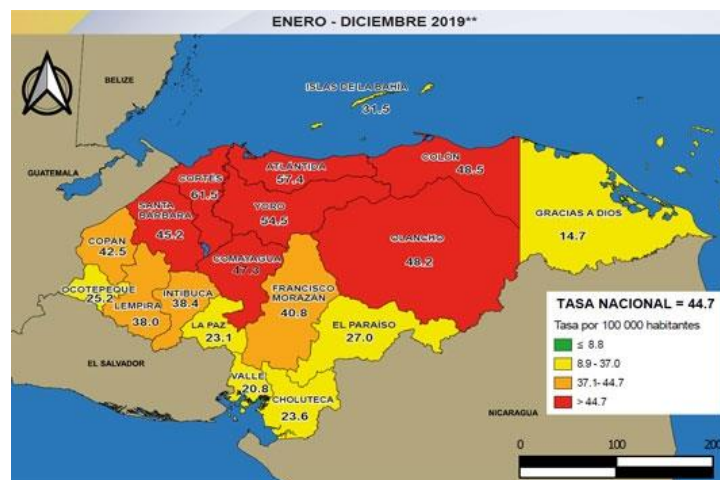 ENERO - DICIEMBRE 2019**
BELIZE
ISLAS DE LA BAHÍA
31.5
GUATEMALA
CORTÉS
61.5
ATLÁNTIDA
57.4
COLÓN
48.5
SANTA
BÁRBARA
45.2
YORO
54.5
GRACIAS A DIOS
14.7
COPÁN
42.5
OLANCHO
48.2
COMAYAGUA
47.3
OCOTEPEQUE
25.2
LEMPIRA
38.0
INTIBUCA
38.4
FRANCISCO
MORAZÁN
40.8
LA PAZ
23.1
EL PARAÍSO
27.0
EL SALVADOR
VALLE
20.8
CHOLUTECA
23.6
NICARAGUA
TASA NACIONAL = 44.7
Tasa por 100 000 habitantes
≤ 8.8
8.9 - 37.0
37.1- 44.7
> 44.7
0 100 200